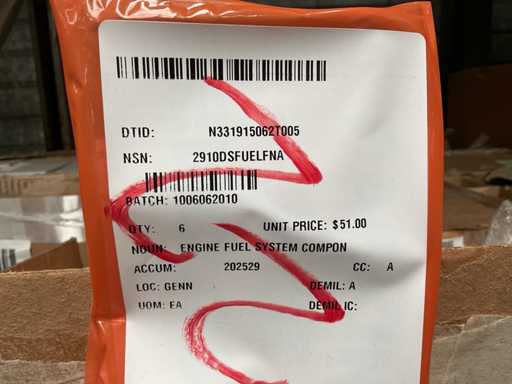 DTID: N331915062T005
NSN: 2910DSFUELFNA
BATCH: 1006062010
QTY: 6 UNIT PRICE: $51.00
NOUN: ENGINE FUEL SYSTEM COMPON
ACCUM: 202529 CC: A
LOC: GENN DEMIL: A
UOM: EA DEMIL IC: